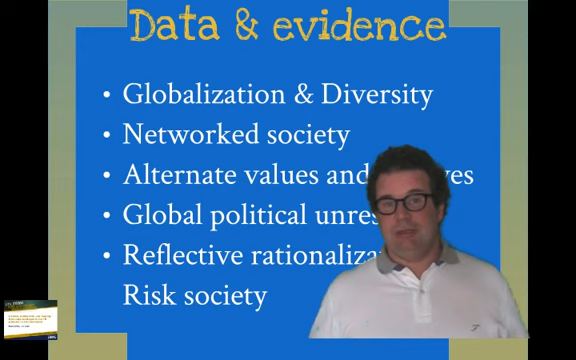 Data & evidence
• Globalization & Diversity
• Networked society
• Alternate values and
• Global political
• Reflective
Risk society